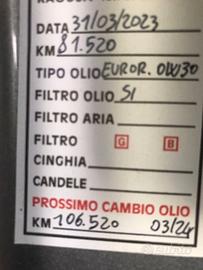 DATA 31/03/2023
KM 81.520
TIPO OLIO EUROR. 0W30
FILTRO OLIO SI
FILTRO ARIA
FILTRO G B
CINGHIA
CANDELE
PROSSIMO CAMBIO OLIO
KM 106.520 03/24